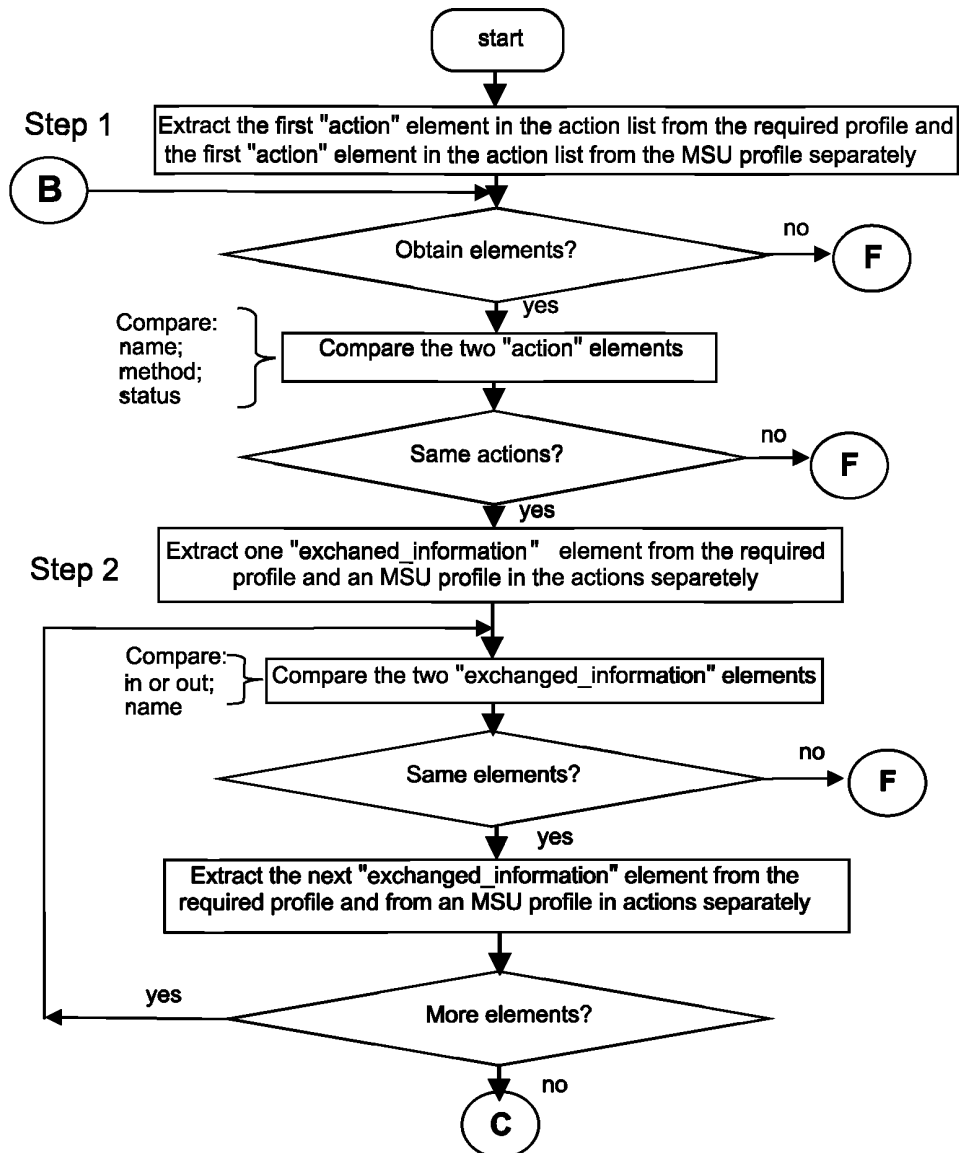 start
Step 1
Extract the first "action" element in the action list from the required profile and
the first "action" element in the action list from the MSU profile separately
B
Obtain elements?
no
F
yes
Compare:
name;
method;
status
Compare the two "action" elements
Same actions?
no
F
yes
Step 2
Extract one "exchaned_information" element from the required
profile and an MSU profile in the actions separetely
Compare:
in or out;
name
Compare the two "exchanged_information" elements
Same elements?
no
F
yes
Extract the next "exchanged_information" element from the
required profile and from an MSU profile in actions separately
yes
More elements?
no
C